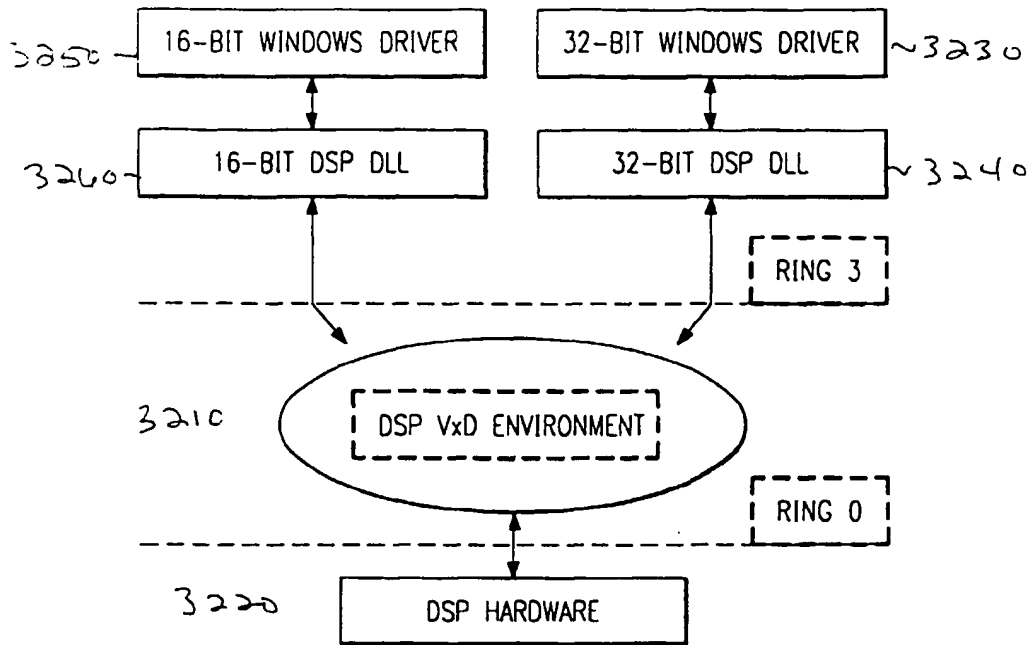 3250 16-BIT WINDOWS DRIVER 32-BIT WINDOWS DRIVER ~3230
3260 16-BIT DSP DLL 32-BIT DSP DLL ~3240
RING 3
3210 DSP VxD ENVIRONMENT
RING 0
3220 DSP HARDWARE